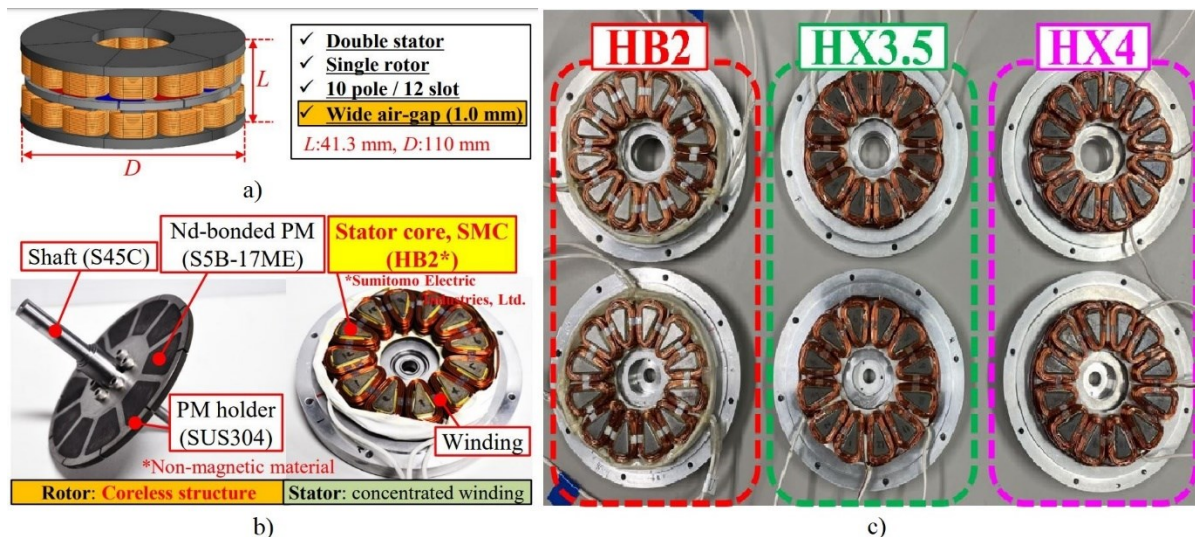 a)
L
D
✓ Double stator
✓ Single rotor
✓ 10 pole / 12 slot
✓ Wide air-gap (1.0 mm)
L:41.3 mm, D:110 mm
Shaft (S45C)
Nd-bonded PM
(S5B-17ME)
Stator core, SMC
(HB2*)
*Sumitomo Electric
Industries, Ltd.
PM holder
(SUS304)
*Non-magnetic material
Winding
Rotor: Coreless structure
Stator: concentrated winding
b)
HB2
HX3.5
HX4
c)